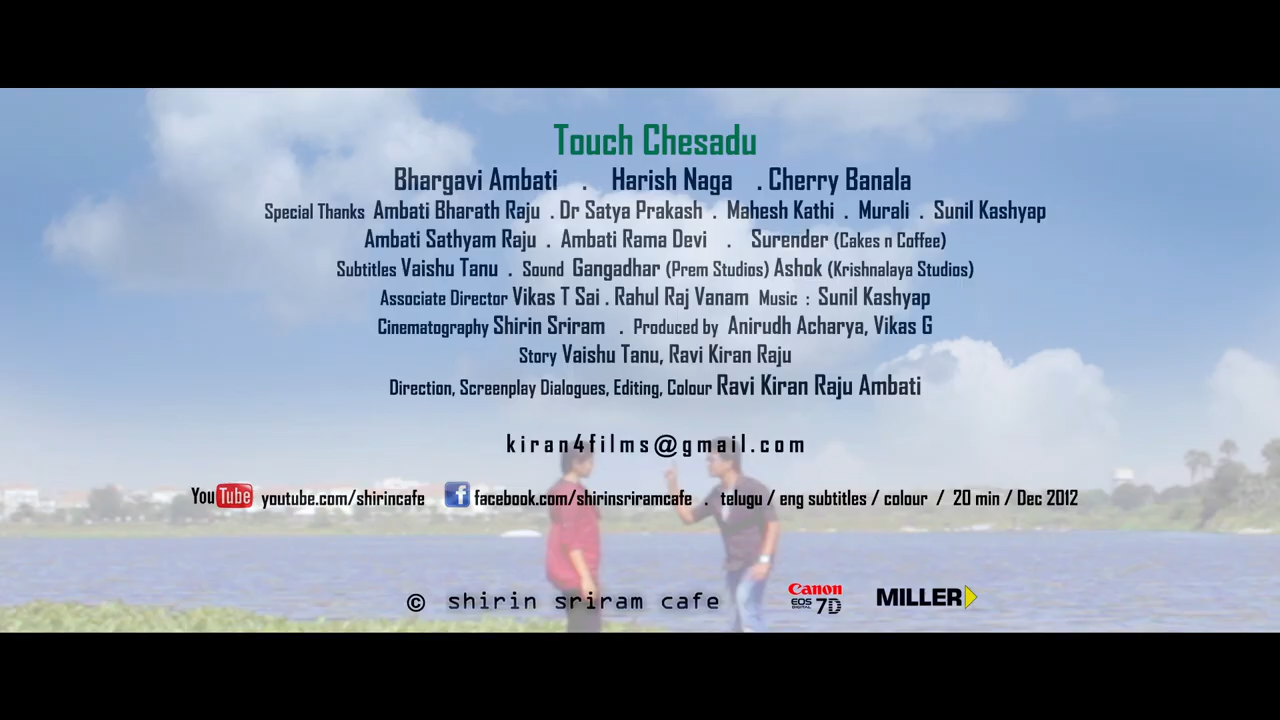 Touch Chesadu
Bhargavi Ambati . Harish Naga . Cherry Banala
Special Thanks Ambati Bharath Raju . Dr Satya Prakash . Mahesh Kathi . Murali . Sunil Kashyap
Ambati Sathyam Raju . Ambati Rama Devi . Surender (Cakes n Coffee)
Subtitles Vaishu Tanu . Sound Gangadhar (Prem Studios) Ashok (Krishnalaya Studios)
Associate Director Vikas T Sai . Rahul Raj Vanam Music : Sunil Kashyap
Cinematography Shirin Sriram . Produced by Anirudh Acharya, Vikas G
Story Vaishu Tanu, Ravi Kiran Raju
Direction, Screenplay Dialogues, Editing, Colour Ravi Kiran Raju Ambati
kiran4films@gmail.com
YouTube youtube.com/shirincafe f facebook.com/shirinsriramcafe . telugu / eng subtitles / colour / 20 min / Dec 2012
© shirin sriram cafe Canon EOS DIGITAL 7D MILLER